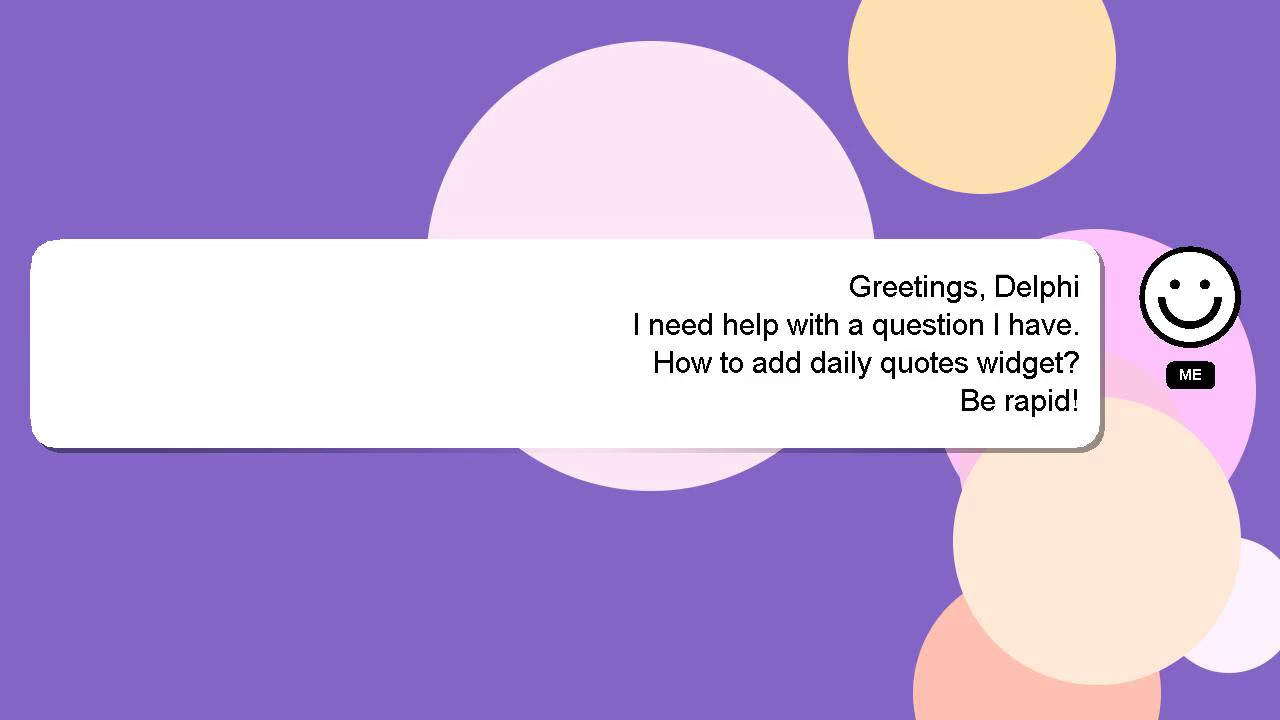 Greetings, Delphi
I need help with a question I have.
How to add daily quotes widget?
Be rapid!
ME